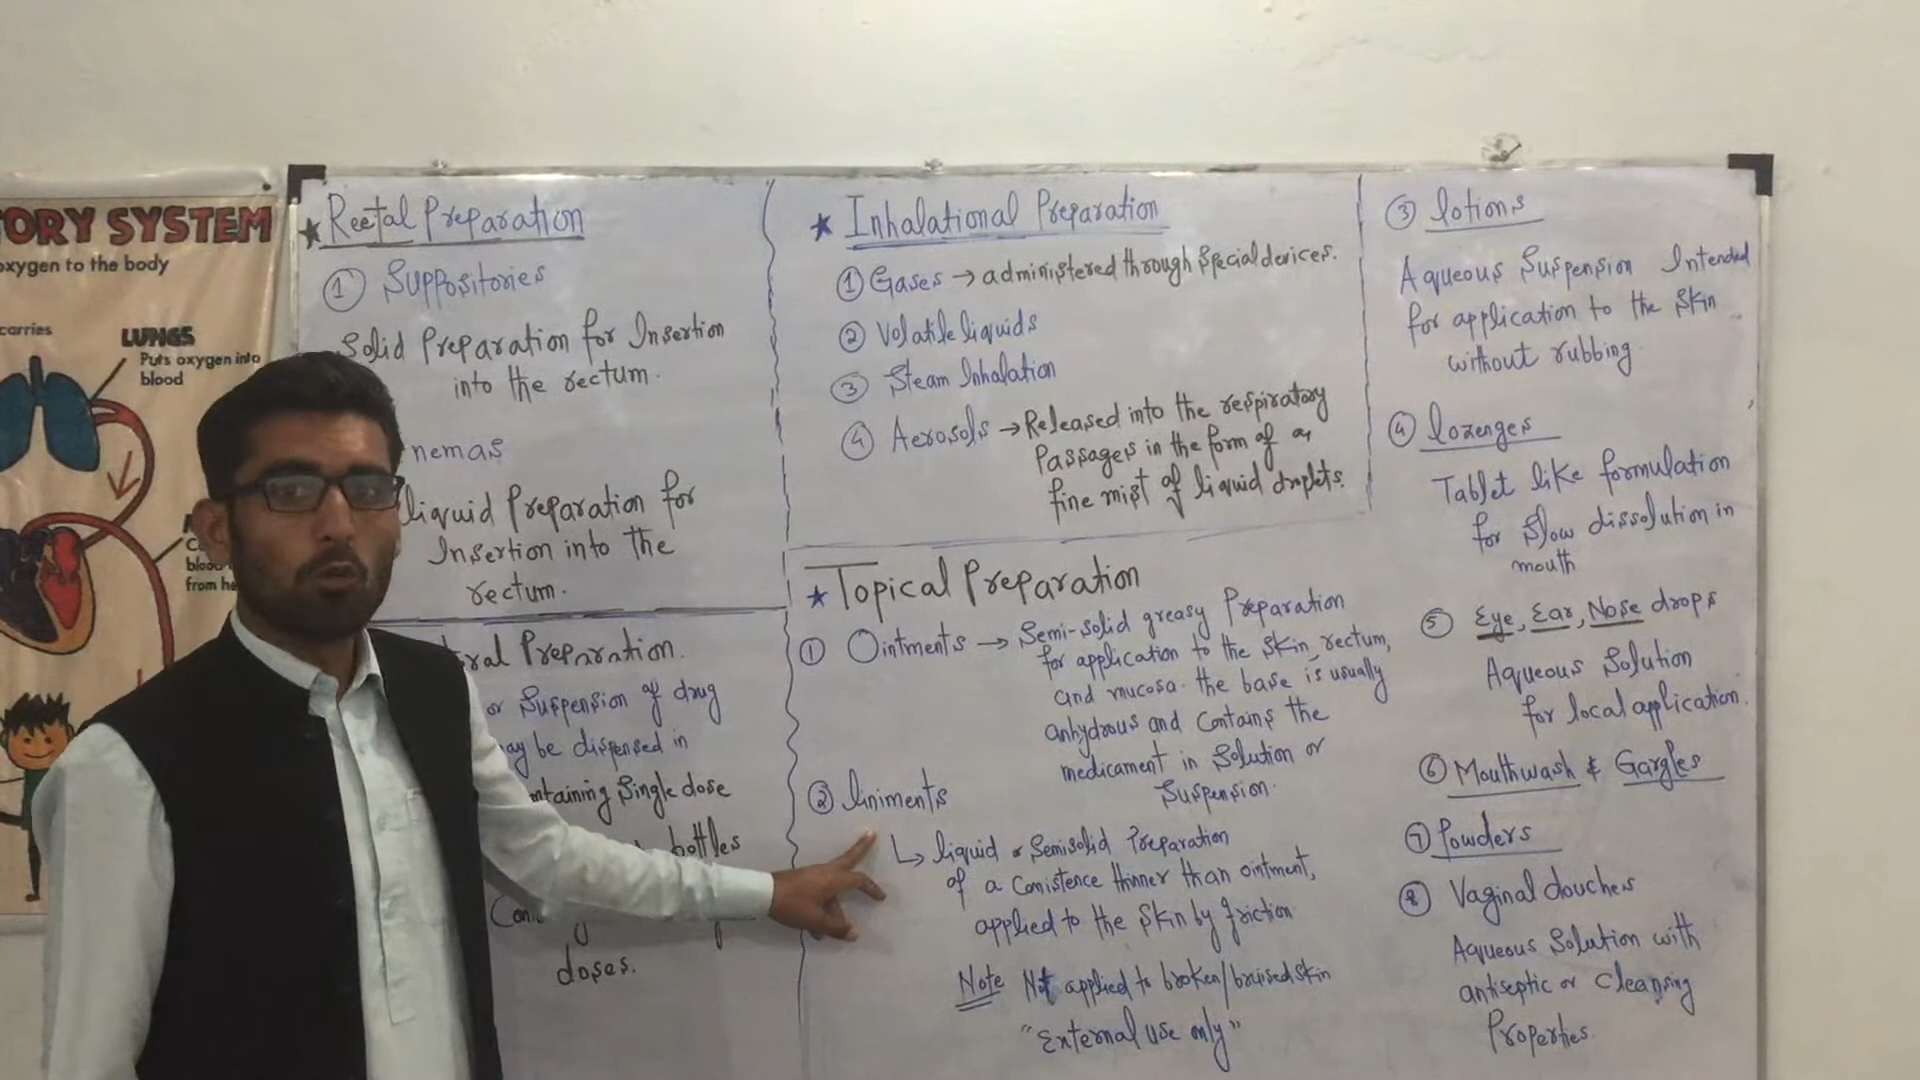 ORY SYSTEM
oxygen to the body
carries
LUNGS
Puts oxygen into
blood
blood
from he
★ Rectal Preparation
① Suppositories
Solid Preparation for Insertion
into the rectum.
nemas
liquid Preparation for
Insertion into the
rectum.
ral Preparation.
or Suspension of drug
may be dispensed in
ntaining Single dose
bottles
Con
doses.
★ Inhalational Preparation
① Gases → administered through Special devices.
② Volatile liquids
③ Steam Inhalation
④ Aerosols → Released into the respiratory
Passages in the form of a
fine mist of liquid droplets.
★ Topical Preparation
① Ointments → Semi-solid greasy Preparation
for application to the Skin, rectum,
and mucosa. the base is usually
anhydrous and Contains the
medicament in Solution or
Suspension.
② liniments
↳ liquid or Semisolid Preparation
of a Consistence thinner than ointment,
applied to the Skin by friction
Note Not applied to broken/bruised skin
"External use only"
③ lotions
Aqueous Suspension Intended
for application to the Skin
without rubbing.
④ lozenges
Tablet like formulation
for Slow dissolution in
mouth
⑤ Eye, Ear, Nose drops
Aqueous Solution
for local application.
⑥ Mouthwash & Gargles
⑦ Powders
⑧ Vaginal douches
Aqueous Solution with
antiseptic or Cleansing
Properties.